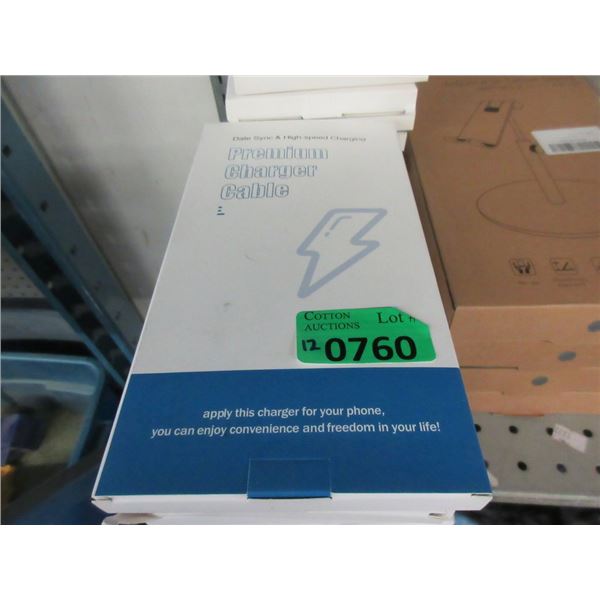 Date Sync & High-speed Charging
Premium
Charger
Cable
COTTON
AUCTIONS
Lot #
12 0760
apply this charger for your phone,
you can enjoy convenience and freedom in your life!